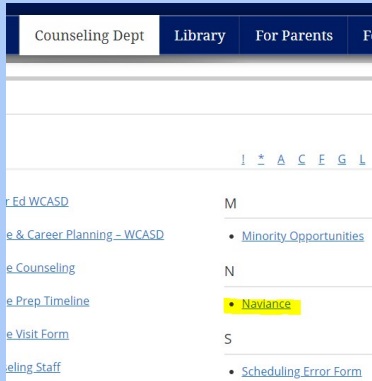 Counseling Dept Library For Parents
! * A C E F G L
r Ed WCASD
e & Career Planning – WCASD
e Counseling
e Prep Timeline
e Visit Form
eling Staff
M
Minority Opportunities
N
Naviance
S
Scheduling Error Form